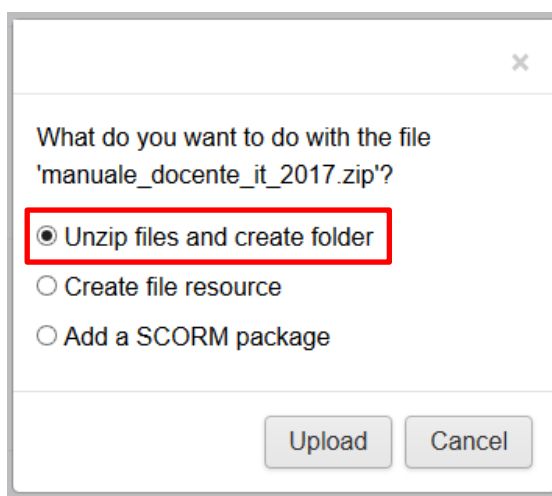 What do you want to do with the file
'manuale_docente_it_2017.zip'?
Unzip files and create folder
Create file resource
Add a SCORM package
Upload Cancel